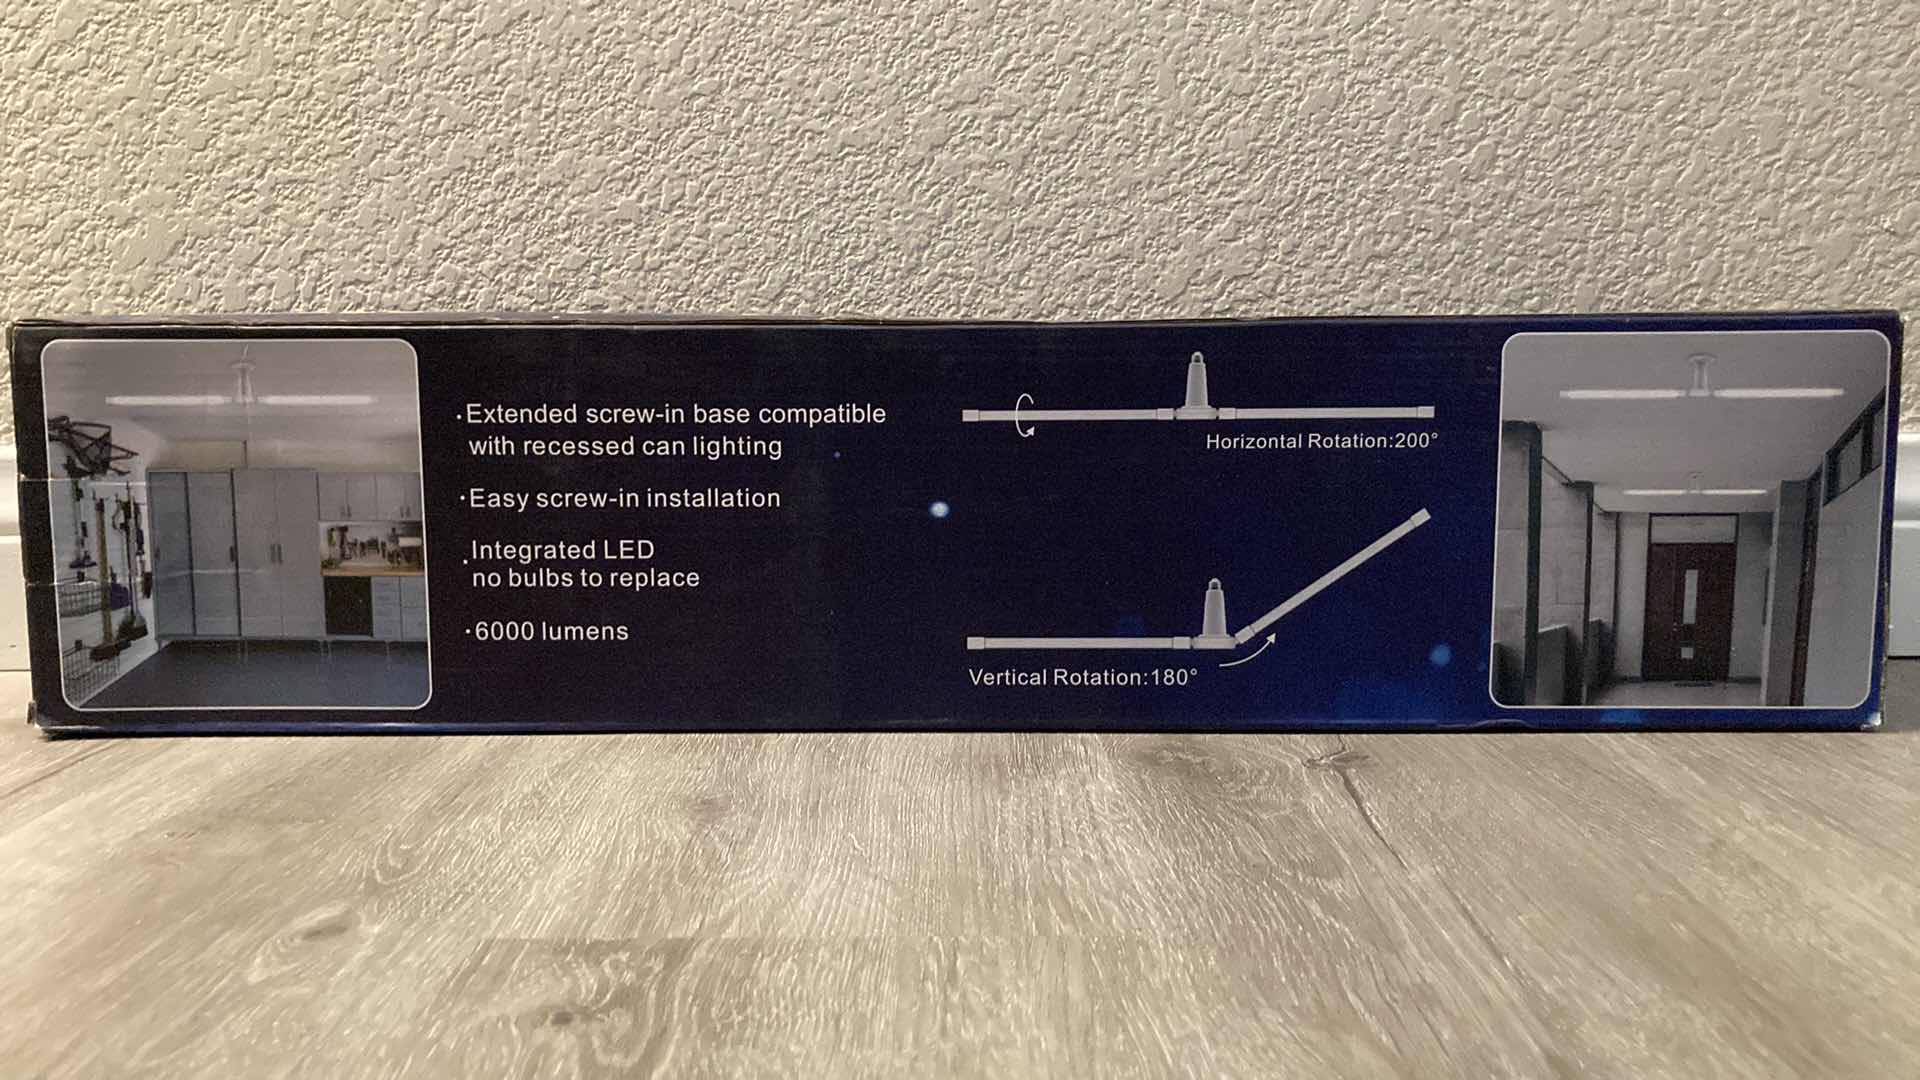 ·Extended screw-in base compatible
with recessed can lighting
·Easy screw-in installation
·Integrated LED
no bulbs to replace
·6000 lumens
Horizontal Rotation:200°
Vertical Rotation:180°